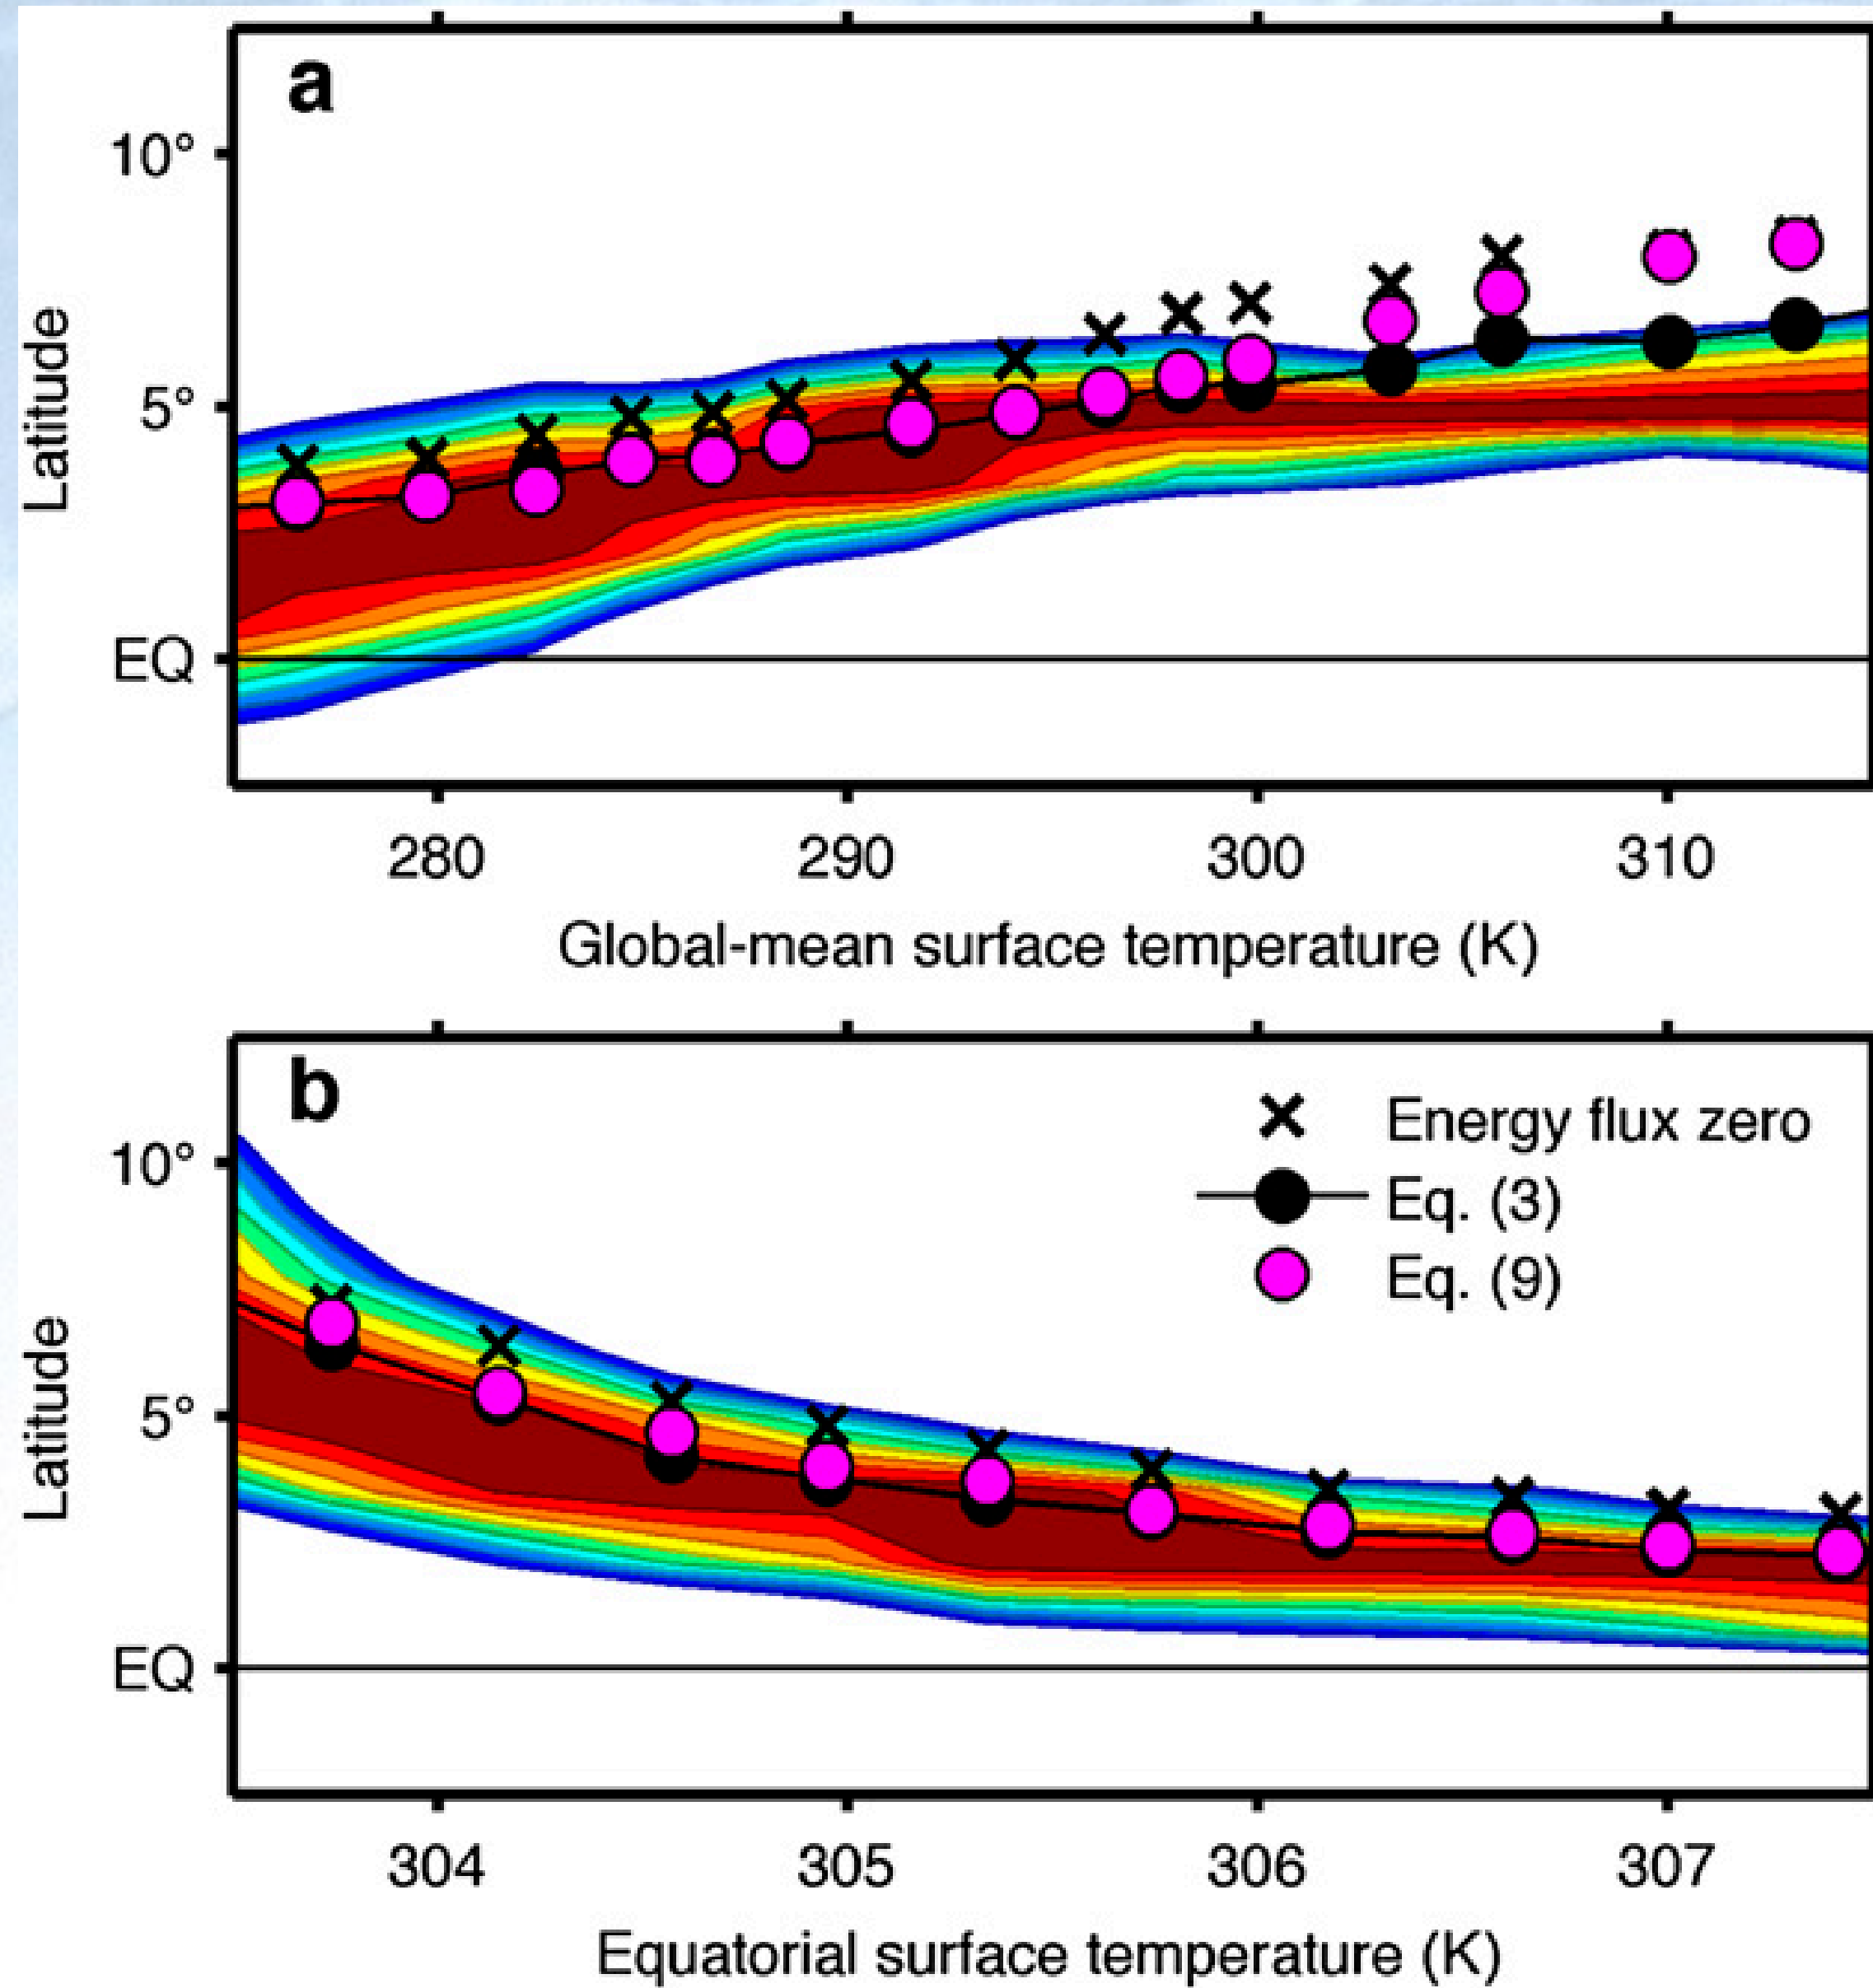 a
10°
5°
EQ
Latitude
280 290 300 310
Global-mean surface temperature (K)
b
Energy flux zero
Eq. (3)
Eq. (9)
10°
5°
EQ
Latitude
304 305 306 307
Equatorial surface temperature (K)